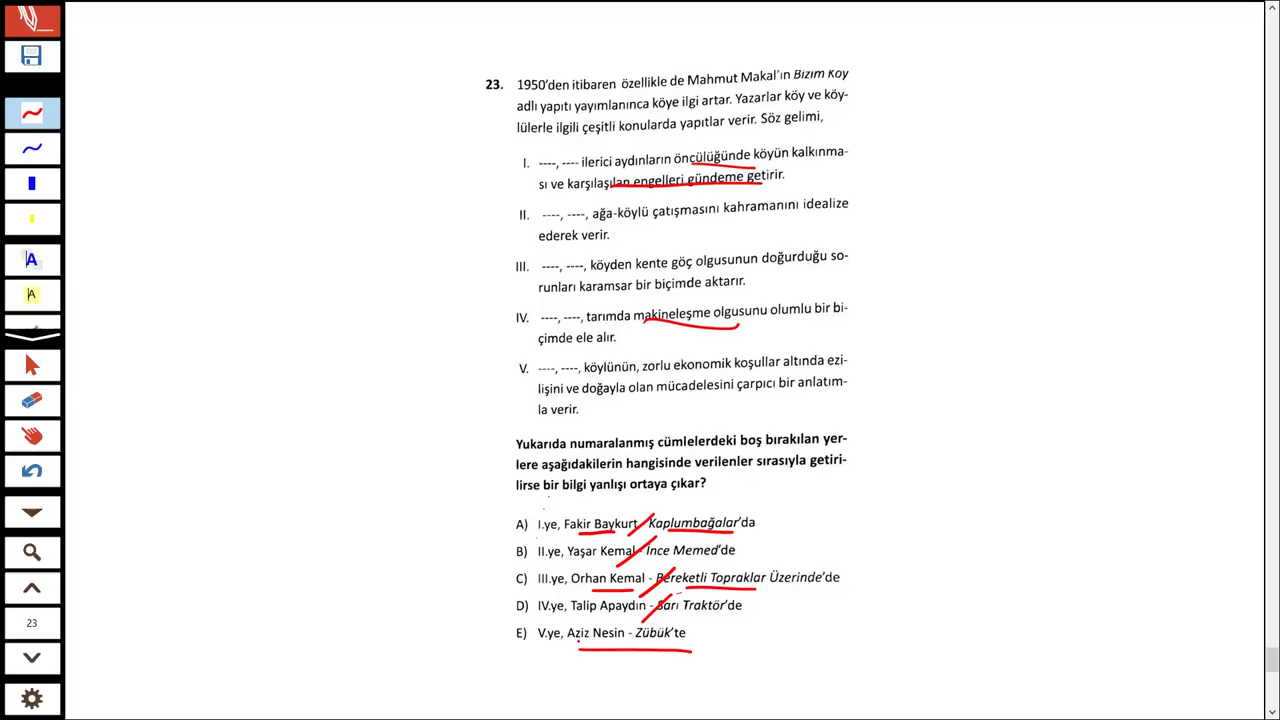 23. 1950'den itibaren özellikle de Mahmut Makal'ın Bizim Köy
adlı yapıtı yayımlanınca köye ilgi artar. Yazarlar köy ve köy-
lülerle ilgili çeşitli konularda yapıtlar verir. Söz gelimi,
I. ----, ---- ilerici aydınların öncülüğünde köyün kalkınma-
sı ve karşılaşılan engelleri gündeme getirir.
II. ----, ----, ağa-köylü çatışmasını kahramanını idealize
ederek verir.
III. ----, ----, köyden kente göç olgusunun doğurduğu so-
runları karamsar bir biçimde aktarır.
IV. ----, ----, tarımda makineleşme olgusunu olumlu bir bi-
çimde ele alır.
V. ----, ----, köylünün, zorlu ekonomik koşullar altında ezi-
lişini ve doğayla olan mücadelesini çarpıcı bir anlatım-
la verir.
Yukarıda numaralanmış cümlelerdeki boş bırakılan yer-
lere aşağıdakilerin hangisinde verilenler sırasıyla getiri-
lirse bir bilgi yanlışı ortaya çıkar?
A) I.ye, Fakir Baykurt - Kaplumbağalar'da
B) II.ye, Yaşar Kemal - İnce Memed'de
C) III.ye, Orhan Kemal - Bereketli Topraklar Üzerinde'de
D) IV.ye, Talip Apaydın - Sarı Traktör'de
E) V.ye, Aziz Nesin - Zübük'te
A
A
23